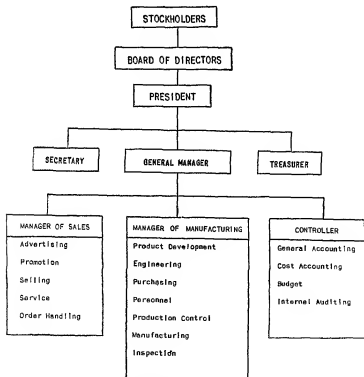 STOCKHOLDERS
BOARD OF DIRECTORS
PRESIDENT
SECRETARY
GENERAL MANAGER
TREASURER
MANAGER OF SALES
Advertising
Promotion
Selling
Service
Order Handling
MANAGER OF MANUFACTURING
Product Development
Engineering
Purchasing
Personnel
Production Control
Manufacturing
Inspection
CONTROLLER
General Accounting
Cost Accounting
Budget
Internal Auditing